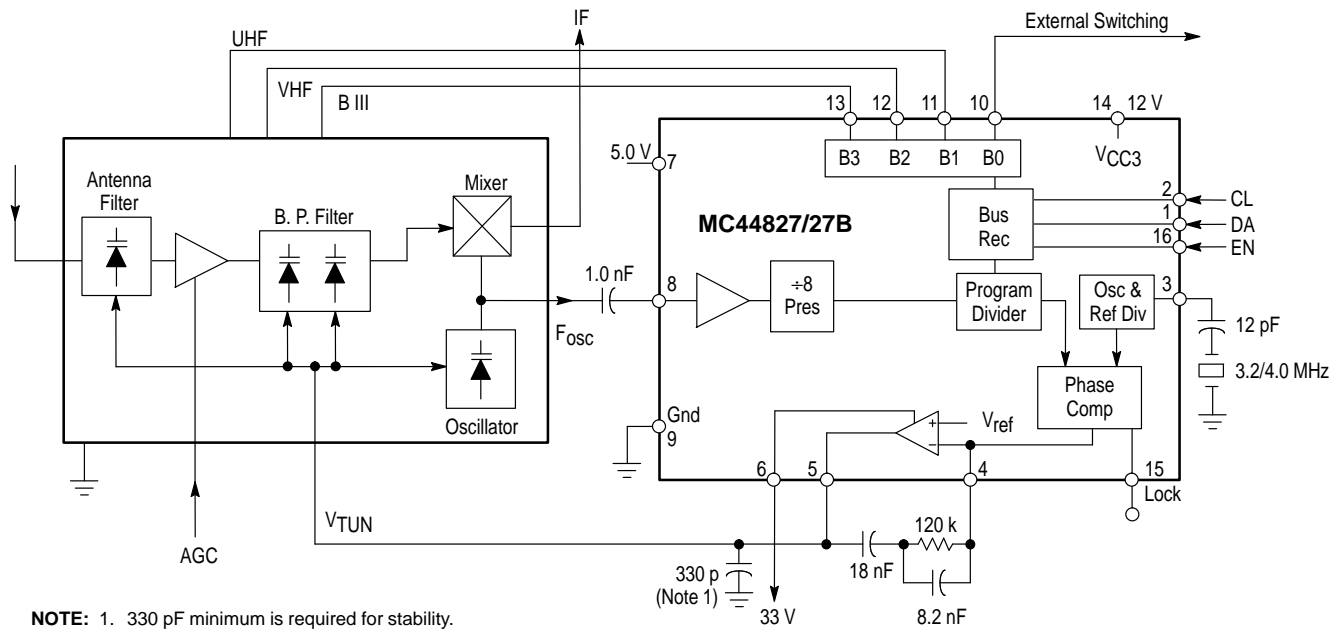 External Switching
IF
UHF
VHF
B III
13 12 11 10 14 12 V
5.0 V
7
B3 B2 B1 B0
VCC3
Antenna
Filter
B. P. Filter
Mixer
MC44827/27B
Bus
Rec
2
CL
1
DA
16
EN
1.0 nF
8
÷8
Pres
Program
Divider
Osc &
Ref Div
3
12 pF
3.2/4.0 MHz
Fosc
Phase
Comp
Oscillator
Gnd
9
+
–
Vref
6 5 4 15
Lock
VTUN
AGC
120 k
18 nF
330 p
(Note 1)
33 V
8.2 nF
NOTE: 1. 330 pF minimum is required for stability.